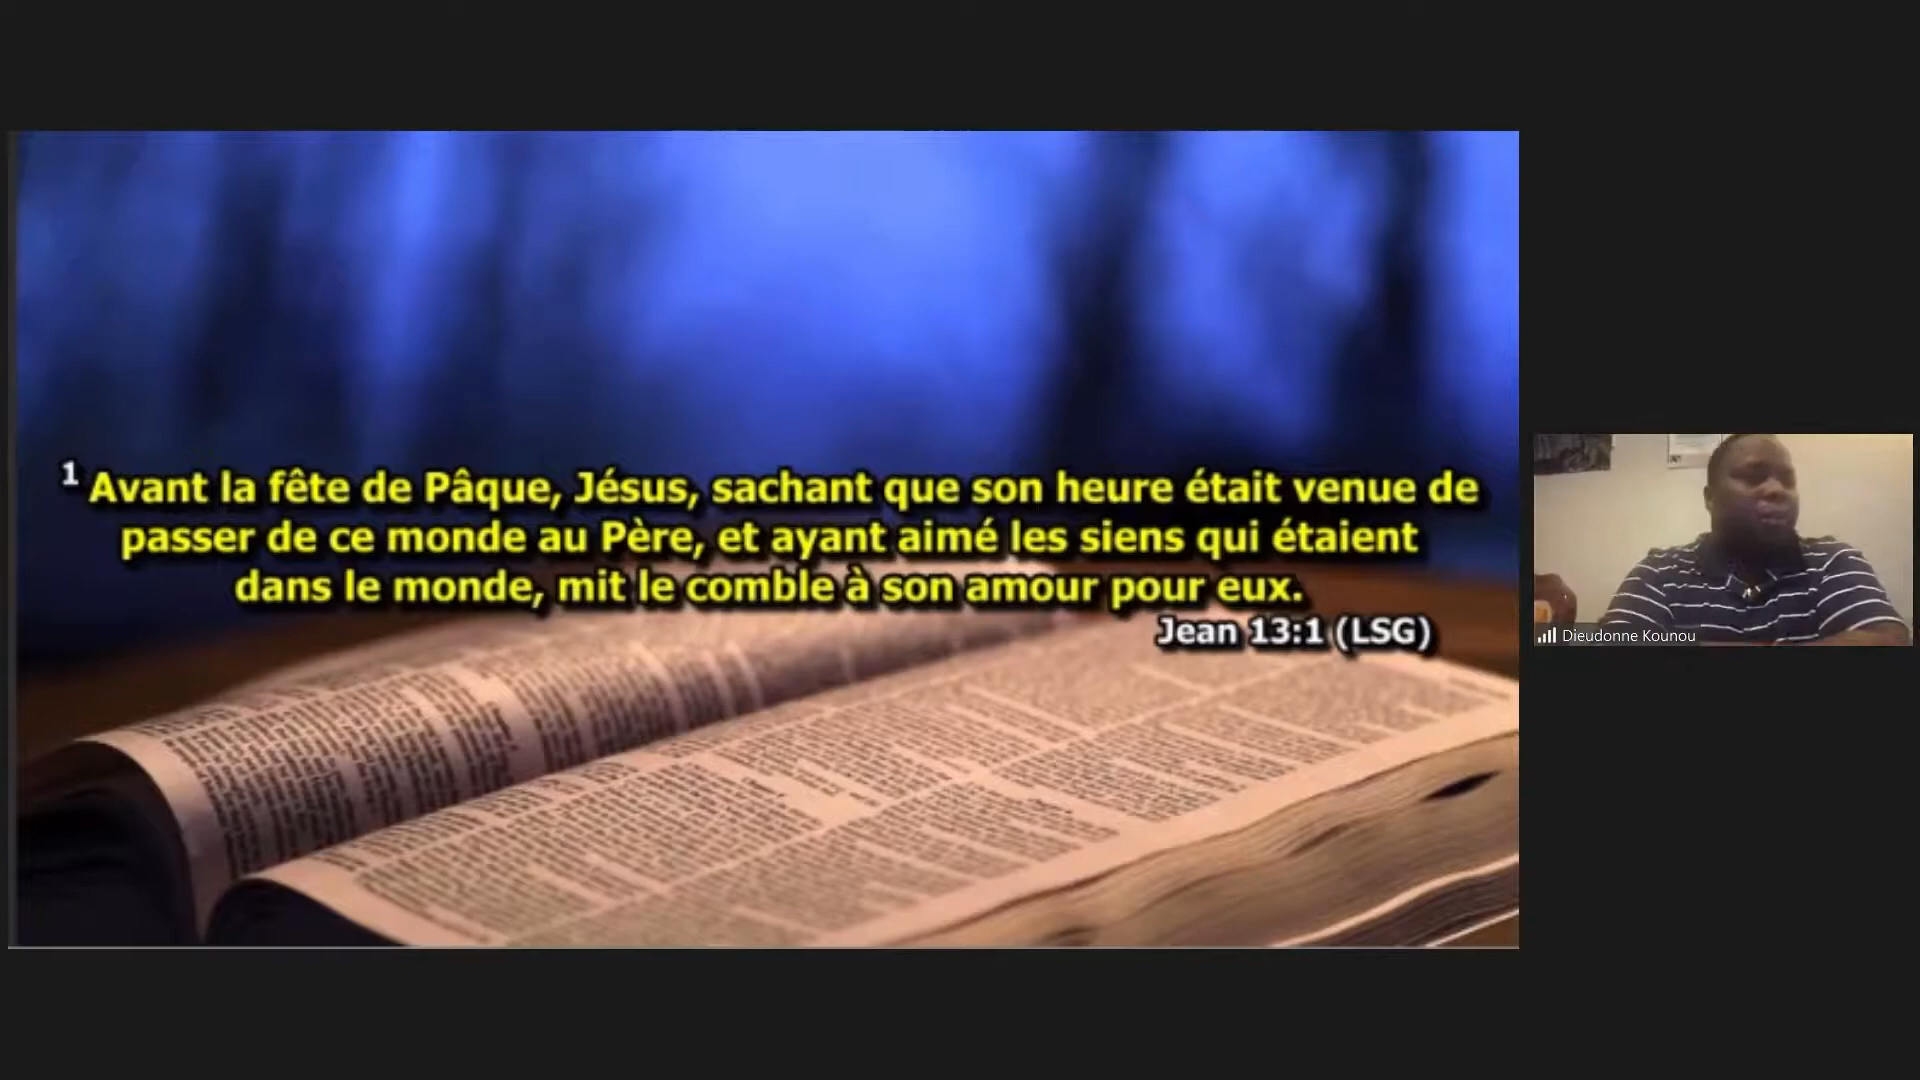 1 Avant la fête de Pâque, Jésus, sachant que son heure était venue de
passer de ce monde au Père, et ayant aimé les siens qui étaient
dans le monde, mit le comble à son amour pour eux.
Jean 13:1 (LSG)
Dieudonne Kounou